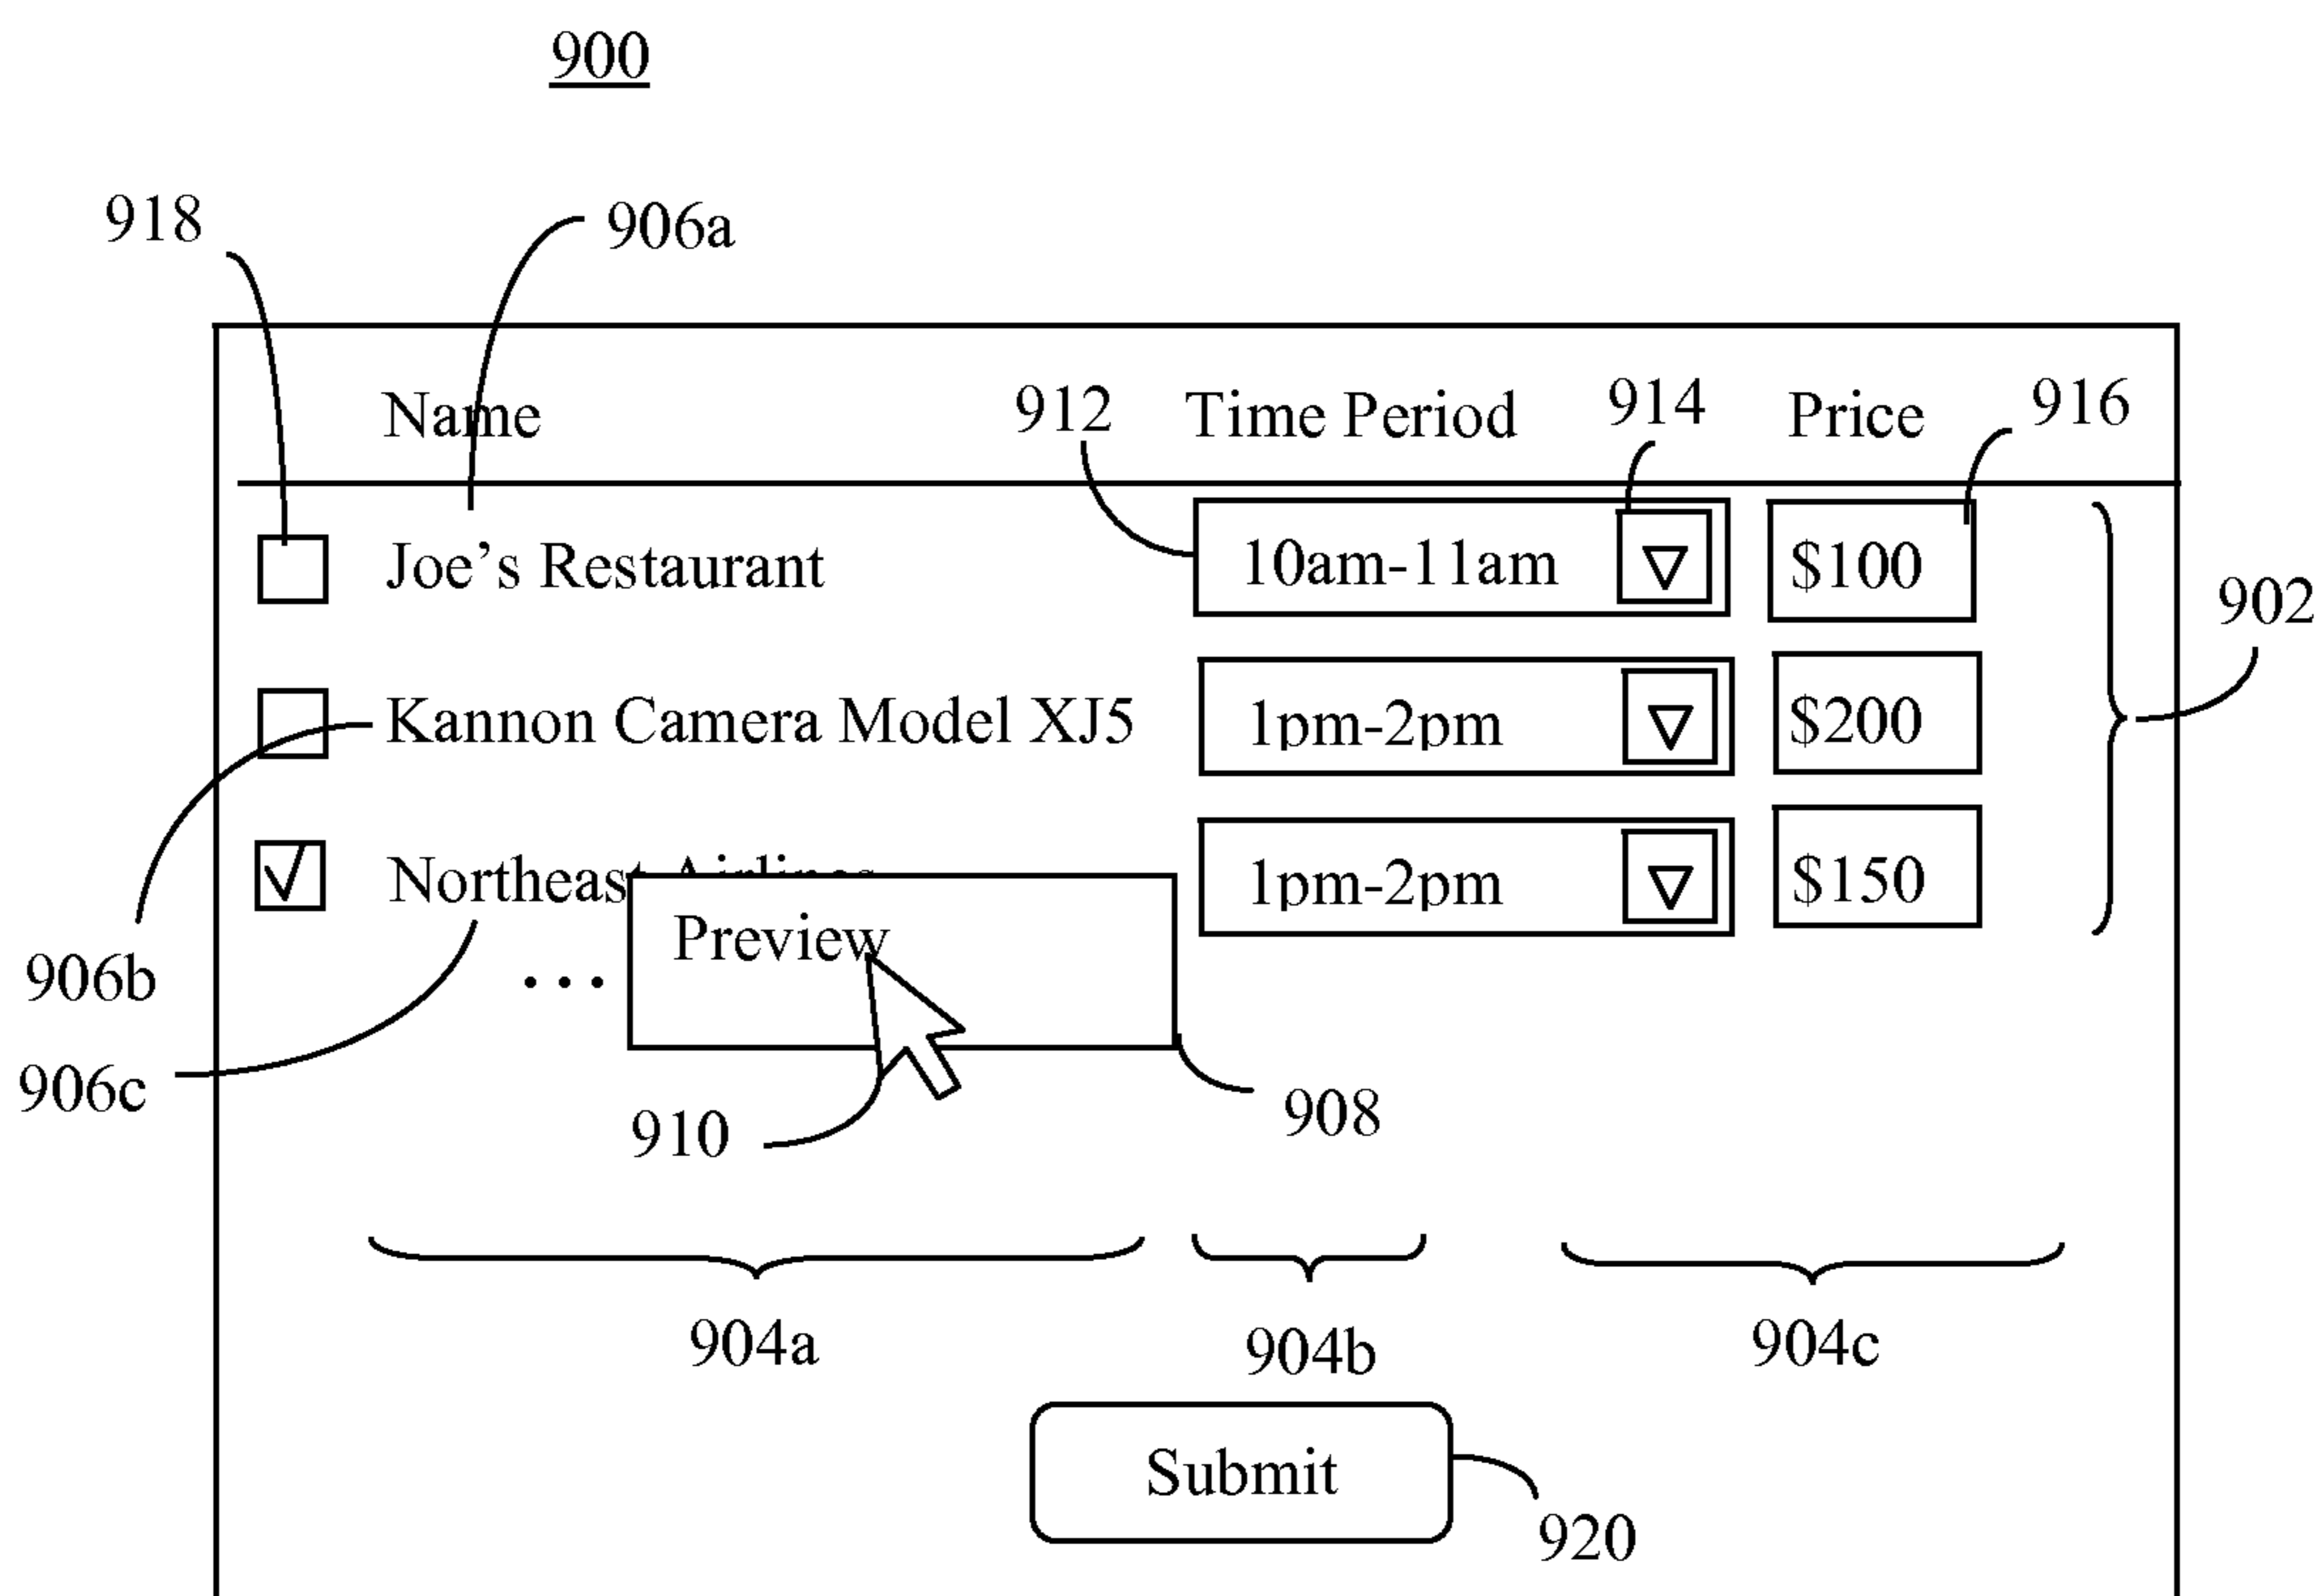 900
918 906a
Name 912 Time Period 914 Price 916
Joe’s Restaurant 10am-11am $100
902
Kannon Camera Model XJ5 1pm-2pm $200
Northeast Airlines 1pm-2pm $150
Preview
906b ...
906c 910 908
904a 904b 904c
Submit
920